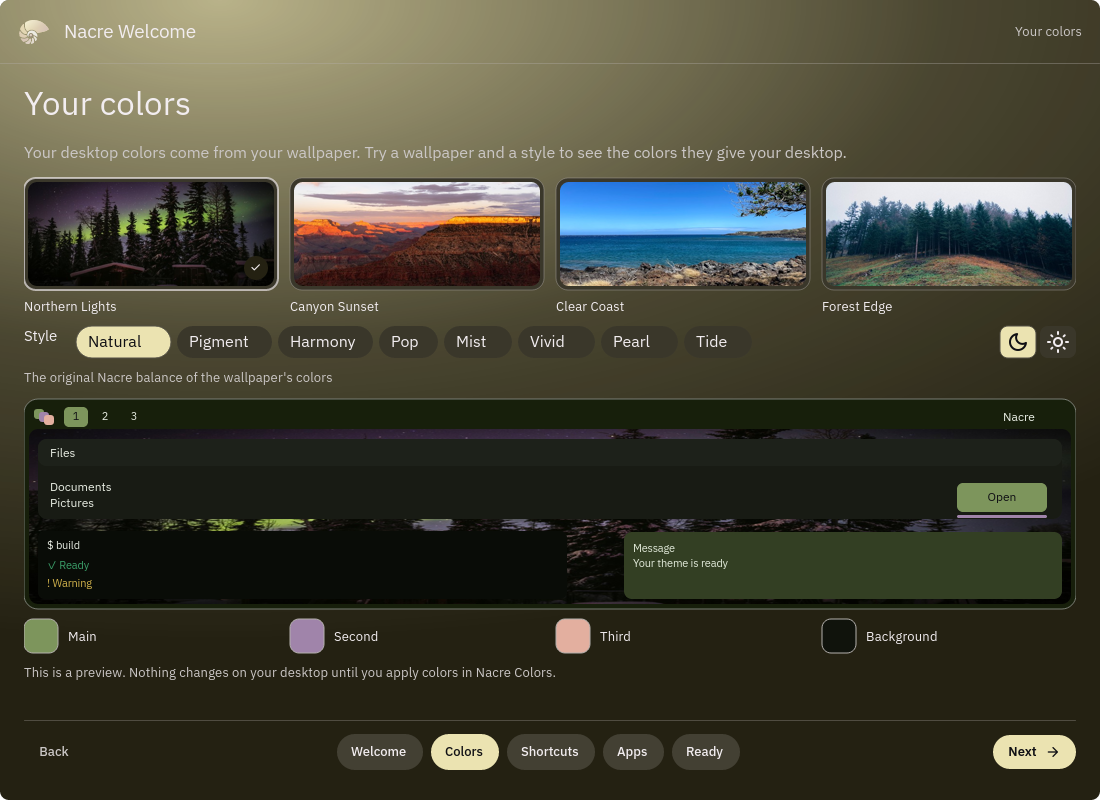 Nacre Welcome
Your colors
Your colors
Your desktop colors come from your wallpaper. Try a wallpaper and a style to see the colors they give your desktop.
Northern Lights
Canyon Sunset
Clear Coast
Forest Edge
Style
Natural
Pigment
Harmony
Pop
Mist
Vivid
Pearl
Tide
The original Nacre balance of the wallpaper's colors
1
2
3
Nacre
Files
Documents
Pictures
Open
$ build
✓ Ready
! Warning
Message
Your theme is ready
Main
Second
Third
Background
This is a preview. Nothing changes on your desktop until you apply colors in Nacre Colors.
Back
Welcome
Colors
Shortcuts
Apps
Ready
Next →